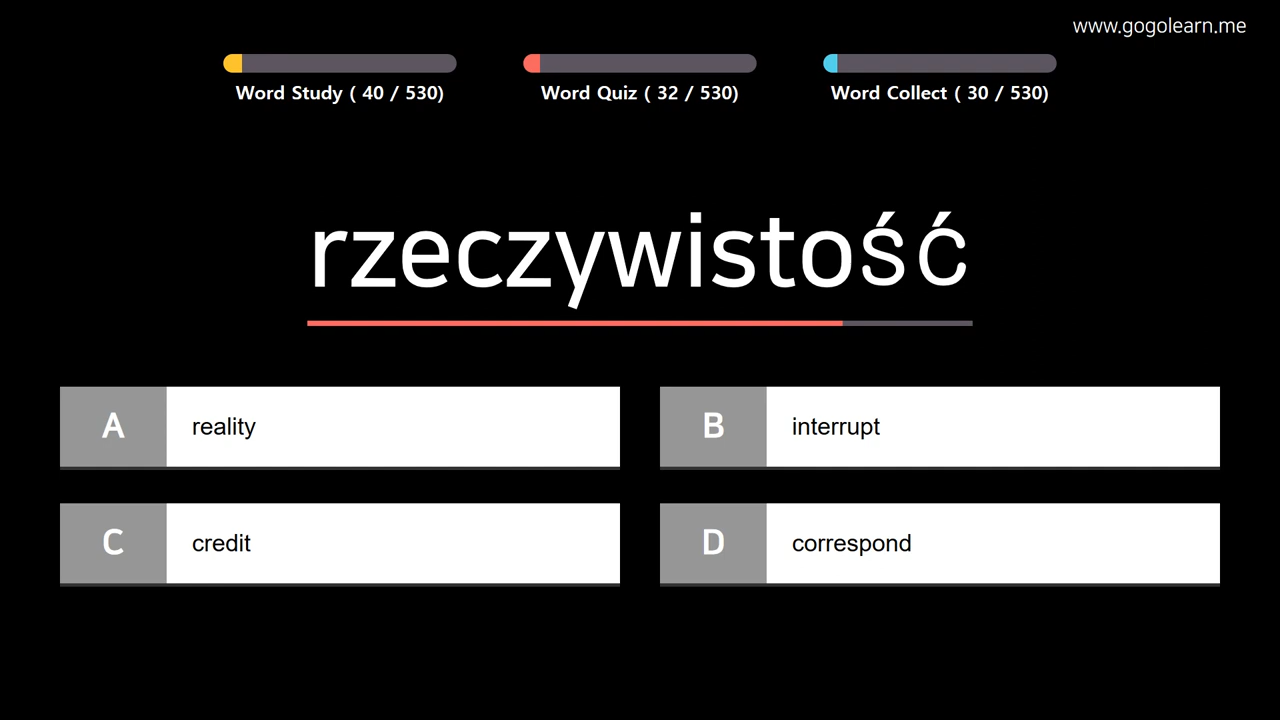 www.gogolearn.me
Word Study ( 40 / 530)
Word Quiz ( 32 / 530)
Word Collect ( 30 / 530)
rzeczywistość
A reality
B interrupt
C credit
D correspond